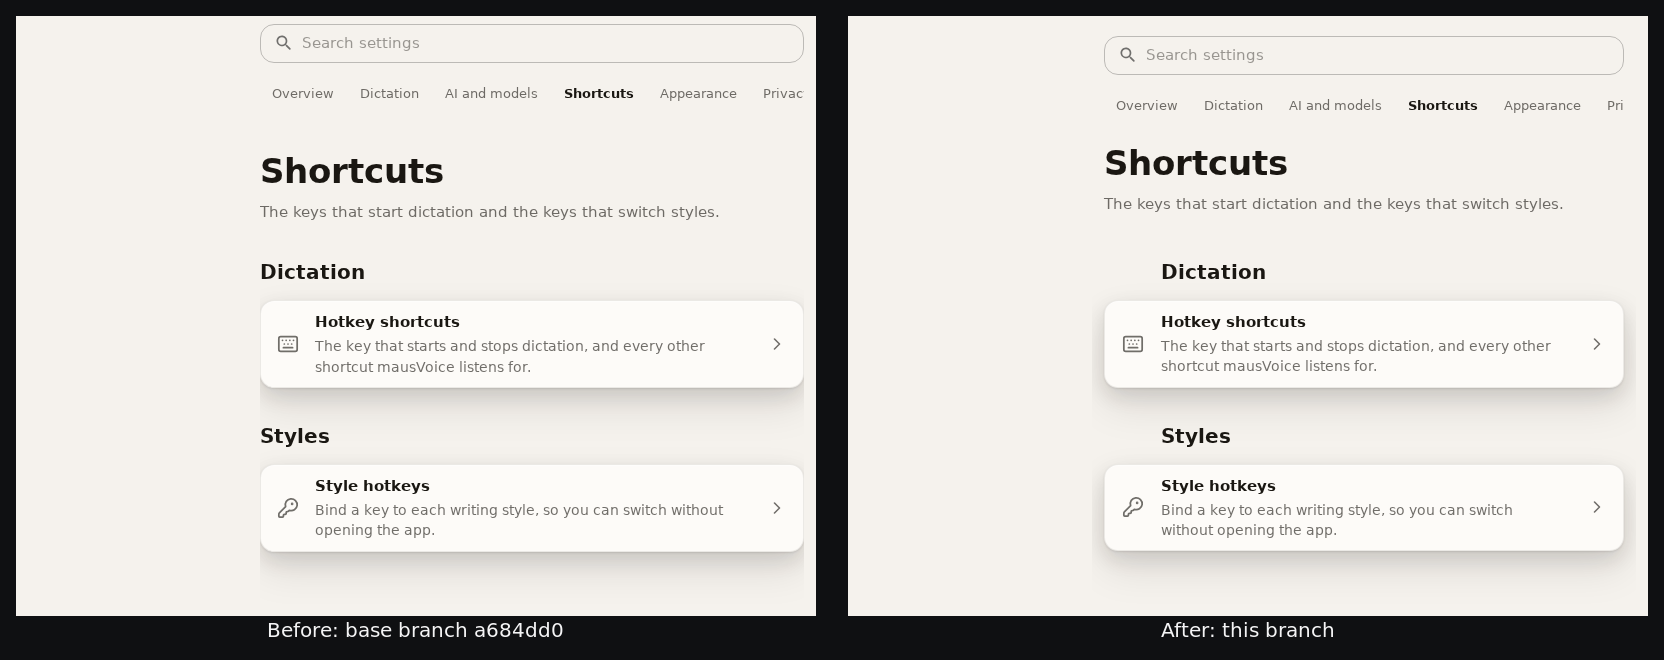 Search settings
Overview Dictation AI and models Shortcuts Appearance Privac
Shortcuts
The keys that start dictation and the keys that switch styles.
Dictation
Hotkey shortcuts
The key that starts and stops dictation, and every other
shortcut mausVoice listens for.
Styles
Style hotkeys
Bind a key to each writing style, so you can switch without
opening the app.
Before: base branch a684dd0
Search settings
Overview Dictation AI and models Shortcuts Appearance Pri
Shortcuts
The keys that start dictation and the keys that switch styles.
Dictation
Hotkey shortcuts
The key that starts and stops dictation, and every other
shortcut mausVoice listens for.
Styles
Style hotkeys
Bind a key to each writing style, so you can switch
without opening the app.
After: this branch